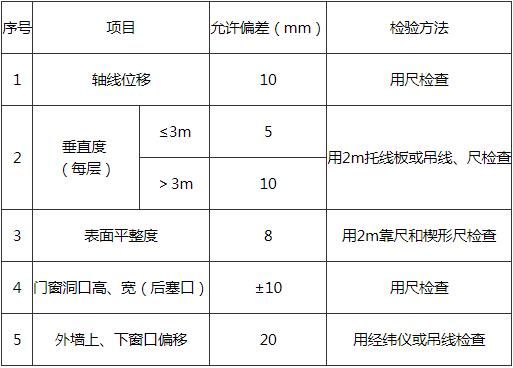 序号 项目 允许偏差（mm） 检验方法
1 轴线位移 10 用尺检查
2 垂直度（每层） ≤3m 5 用2m托线板或吊线、尺检查
＞3m 10
3 表面平整度 8 用2m靠尺和楔形尺检查
4 门窗洞口高、宽（后塞口） ±10 用尺检查
5 外墙上、下窗口偏移 20 用经纬仪或吊线检查